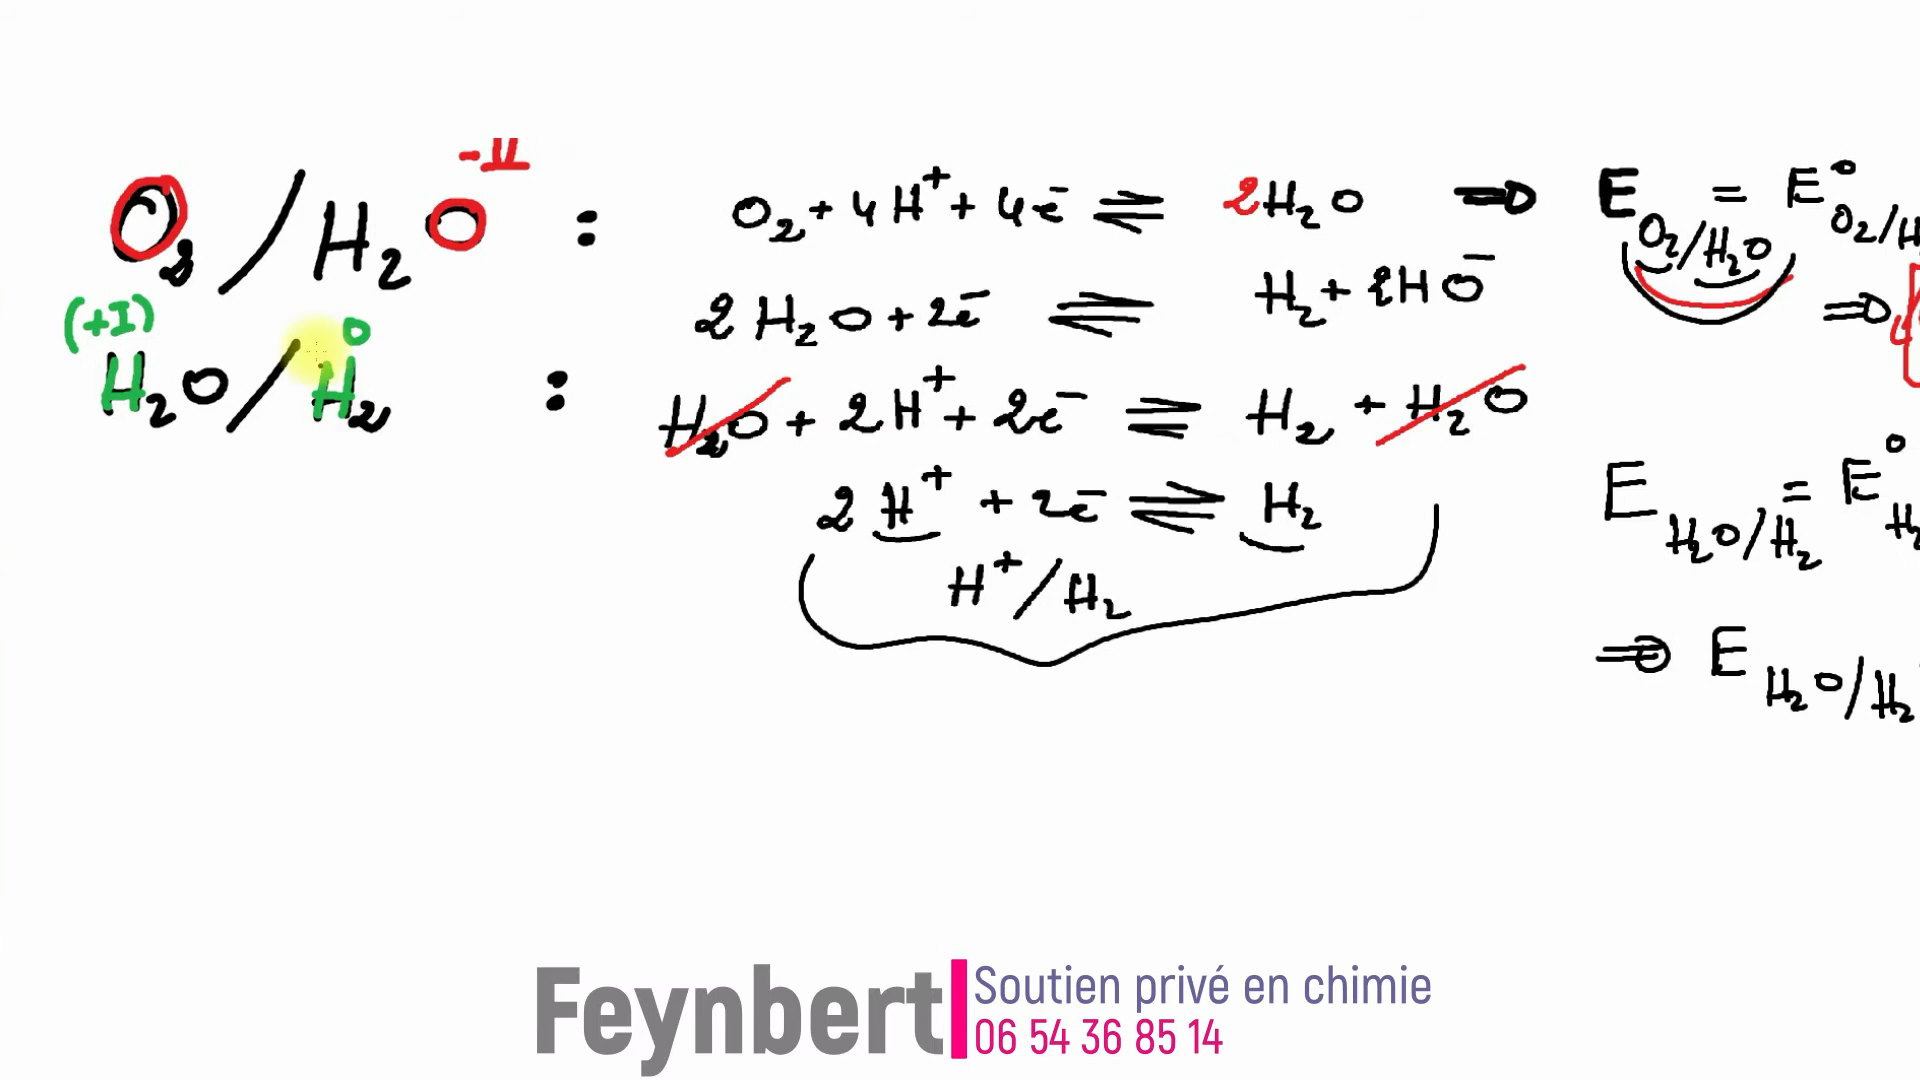 O₂/H₂O -II : O₂ + 4H⁺ + 4e⁻ ⇌ 2H₂O ⇒ E O₂/H₂O = E° O₂/H
2H₂O + 2e⁻ ⇌ H₂ + 2HO⁻ ⇒
(+I) 0
H₂O/H₂ : H₂O + 2H⁺ + 2e⁻ ⇌ H₂ + H₂O
2H⁺ + 2e⁻ ⇌ H₂ E H₂O/H₂ = E° H₂
H⁺/H₂
⇒ E H₂O/H₂
Feynbert
Soutien privé en chimie
06 54 36 85 14